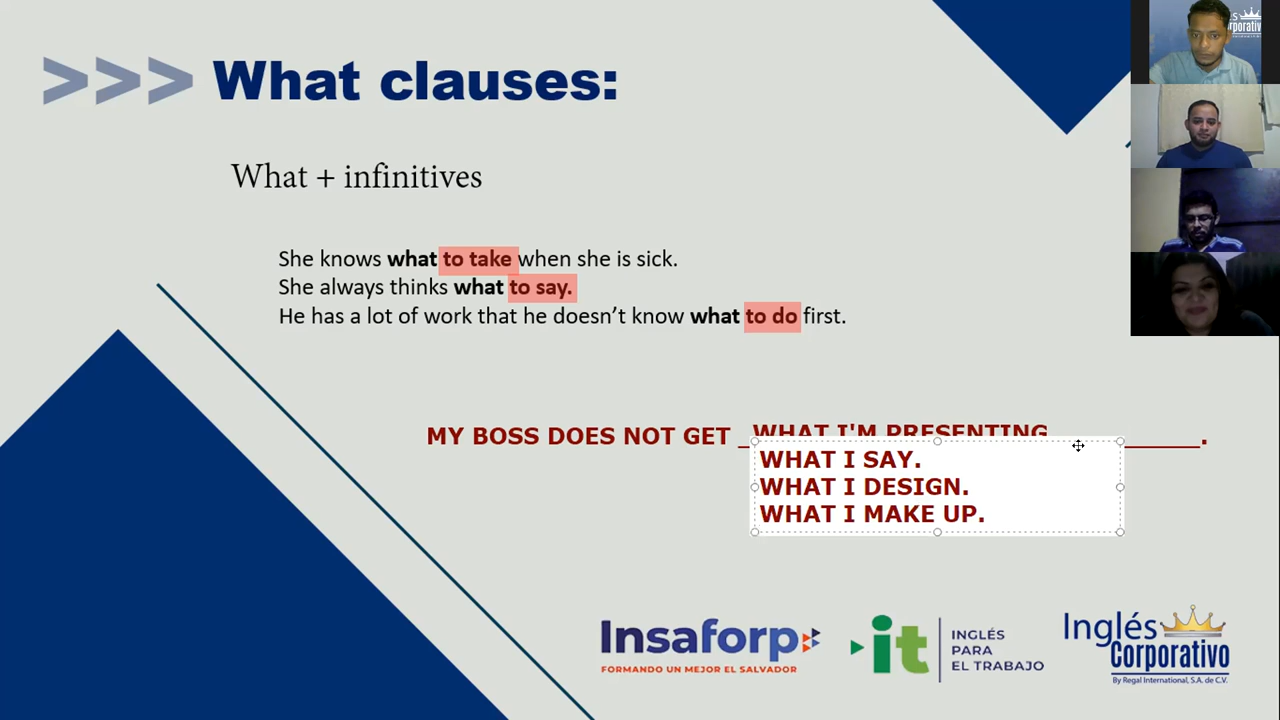 >>> What clauses:
What + infinitives
She knows what to take when she is sick.
She always thinks what to say.
He has a lot of work that he doesn't know what to do first.
MY BOSS DOES NOT GET _WHAT I'M PRESENTING______.
WHAT I SAY.
WHAT I DESIGN.
WHAT I MAKE UP.
Insaforp
FORMANDO UN MEJOR EL SALVADOR
it
INGLÉS
PARA
EL TRABAJO
Inglés
Corporativo
By Regal International, S.A. de C.V.